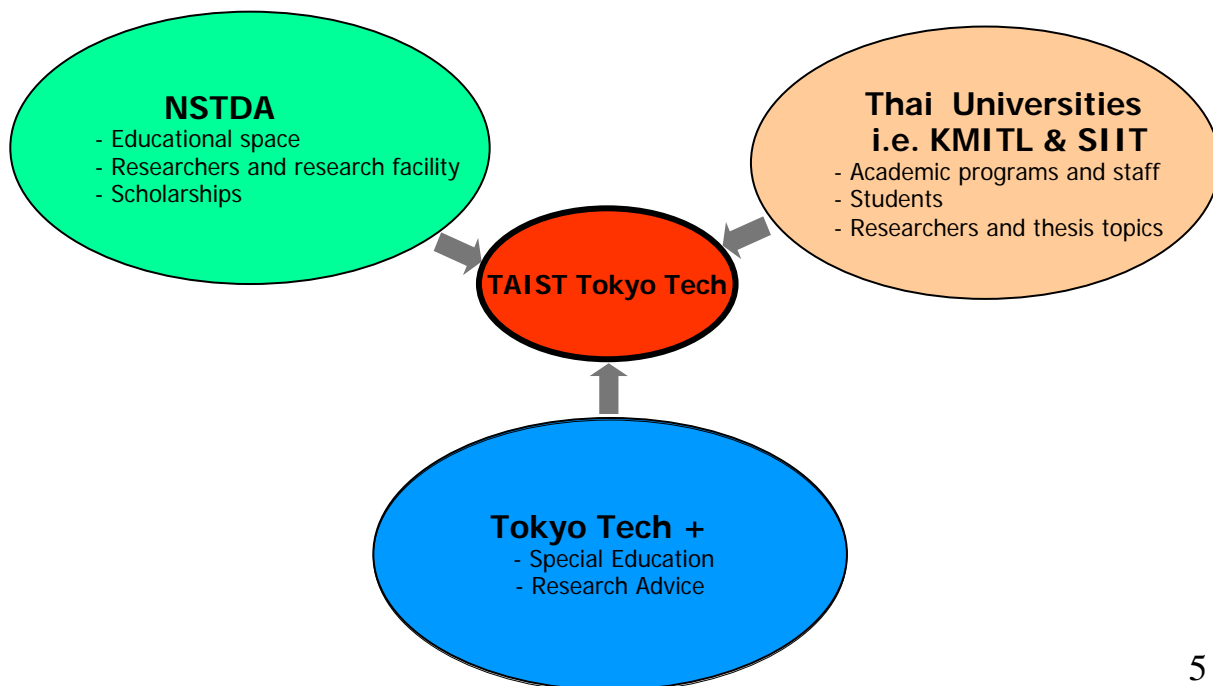 NSTDA
- Educational space
- Researchers and research facility
- Scholarships
Thai Universities
i.e. KMITL & SIIT
- Academic programs and staff
- Students
- Researchers and thesis topics
TAIST Tokyo Tech
Tokyo Tech +
- Special Education
- Research Advice
5